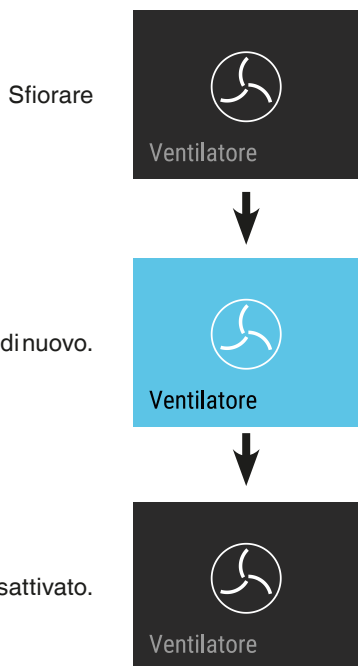 Sfiorare
Ventilatore
di nuovo.
Ventilatore
sattivato.
Ventilatore